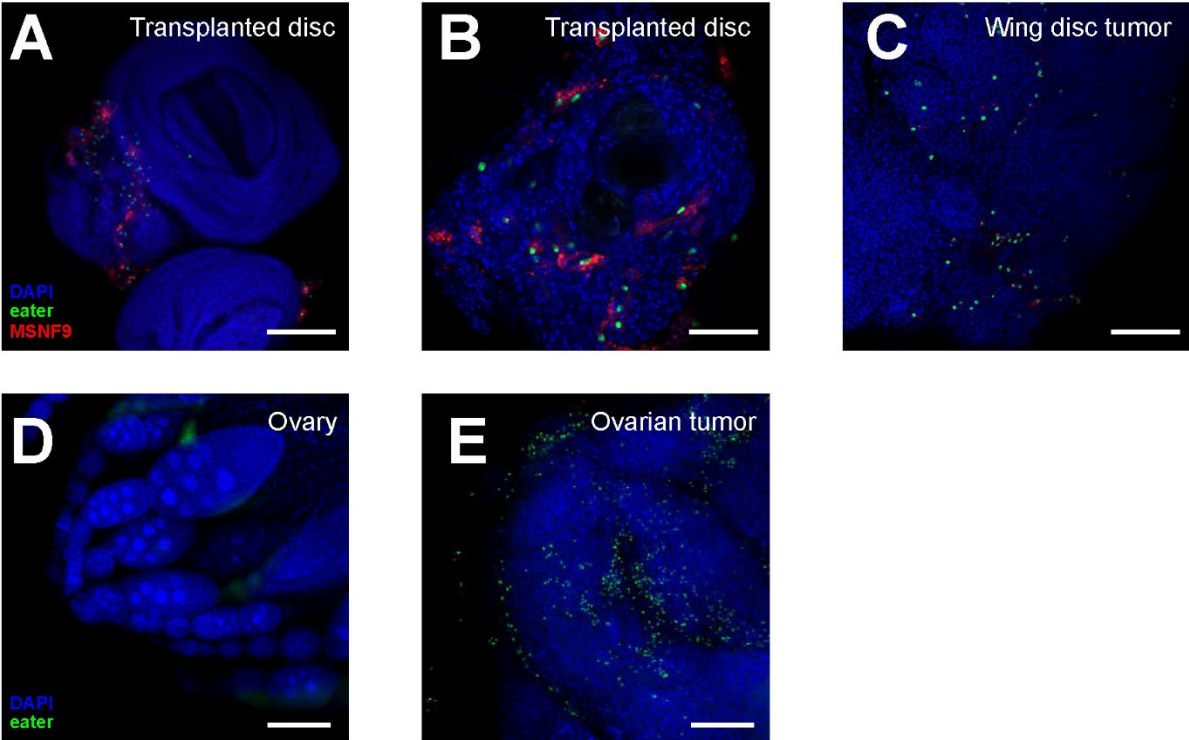 A
Transplanted disc
DAPI
eater
MSNF9
B
Transplanted disc
C
Wing disc tumor
D
Ovary
DAPI
eater
E
Ovarian tumor